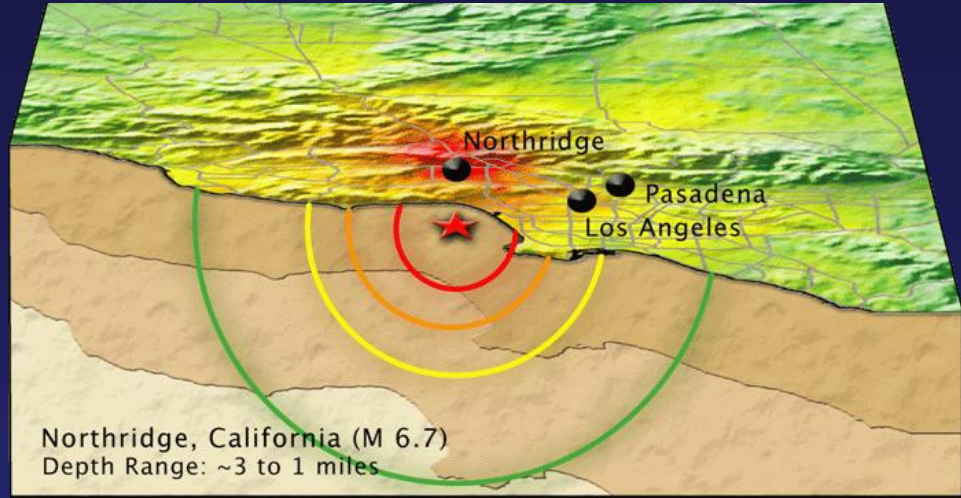 Northridge
Pasadena
Los Angeles
Northridge, California (M 6.7)
Depth Range: ~3 to 1 miles